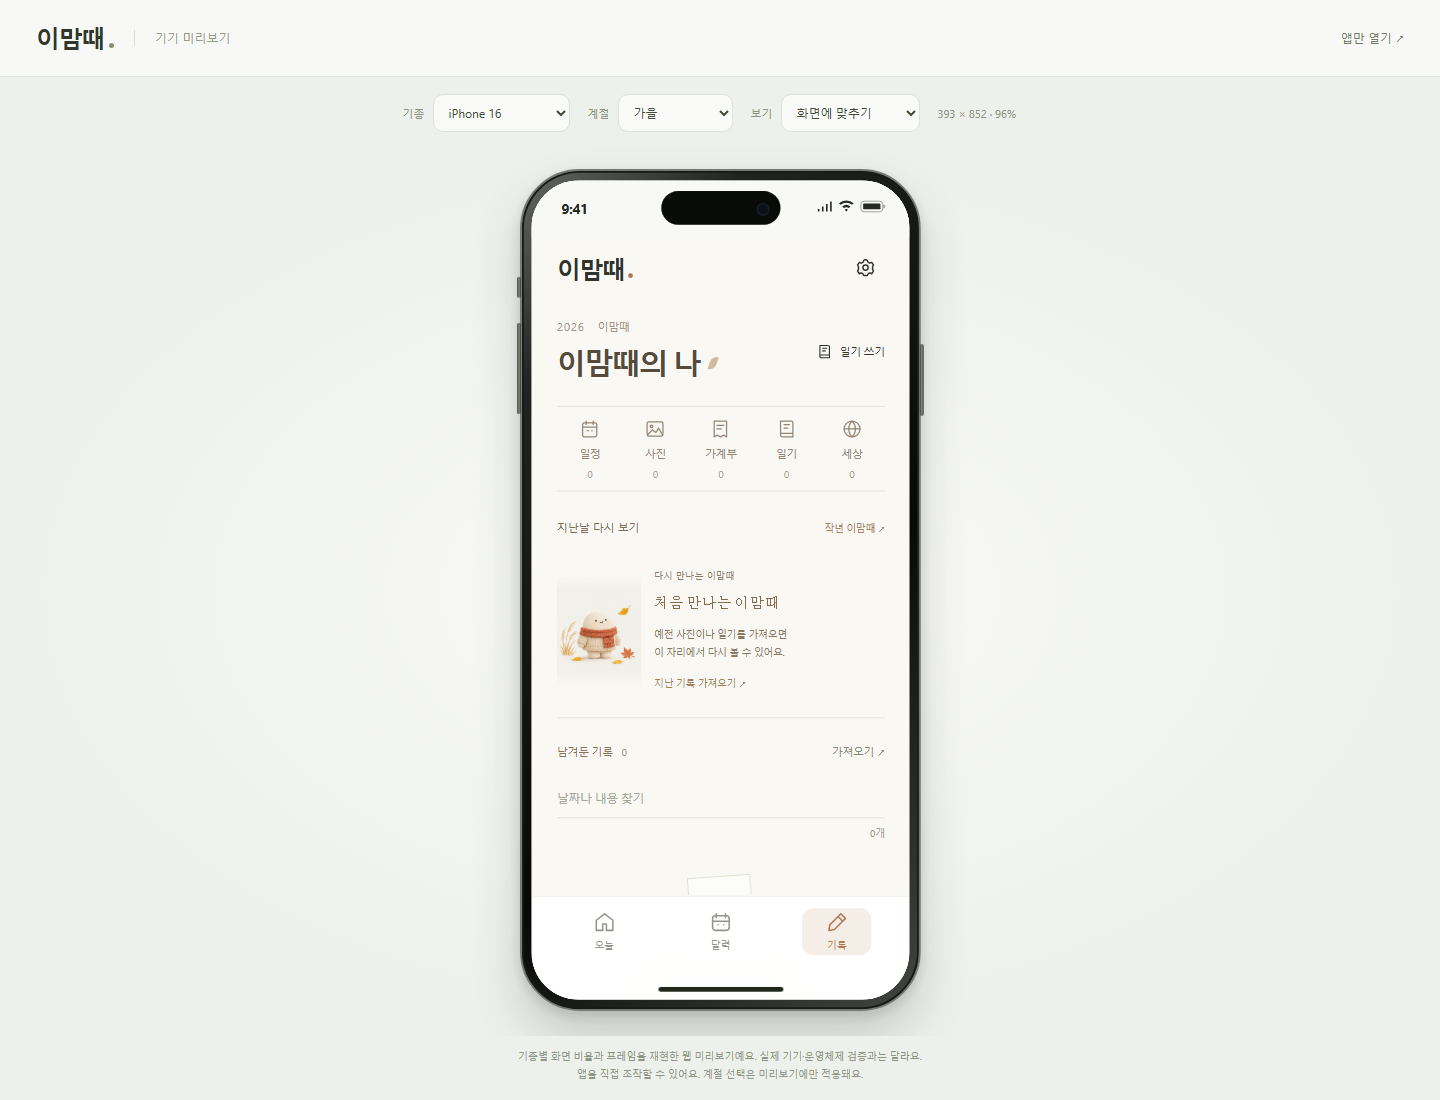 이맘때.
기기 미리보기
앱만 열기 ↗
기종 iPhone 16 계절 가을 보기 화면에 맞추기 393 × 852 · 96%
9:41
이맘때.
2026 이맘때
이맘때의 나
일기 쓰기
일정 사진 가계부 일기 세상
0 0 0 0 0
지난날 다시 보기 작년 이맘때 ↗
다시 만나는 이맘때
처음 만나는 이맘때
예전 사진이나 일기를 가져오면
이 자리에서 다시 볼 수 있어요.
지난 기록 가져오기 ↗
남겨둔 기록 0 가져오기 ↗
날짜나 내용 찾기
0개
오늘 달력 기록
기종별 화면 비율과 프레임을 재현한 웹 미리보기예요. 실제 기기·운영체제 검증과는 달라요.
앱을 직접 조작할 수 있어요. 계절 선택은 미리보기에만 적용돼요.